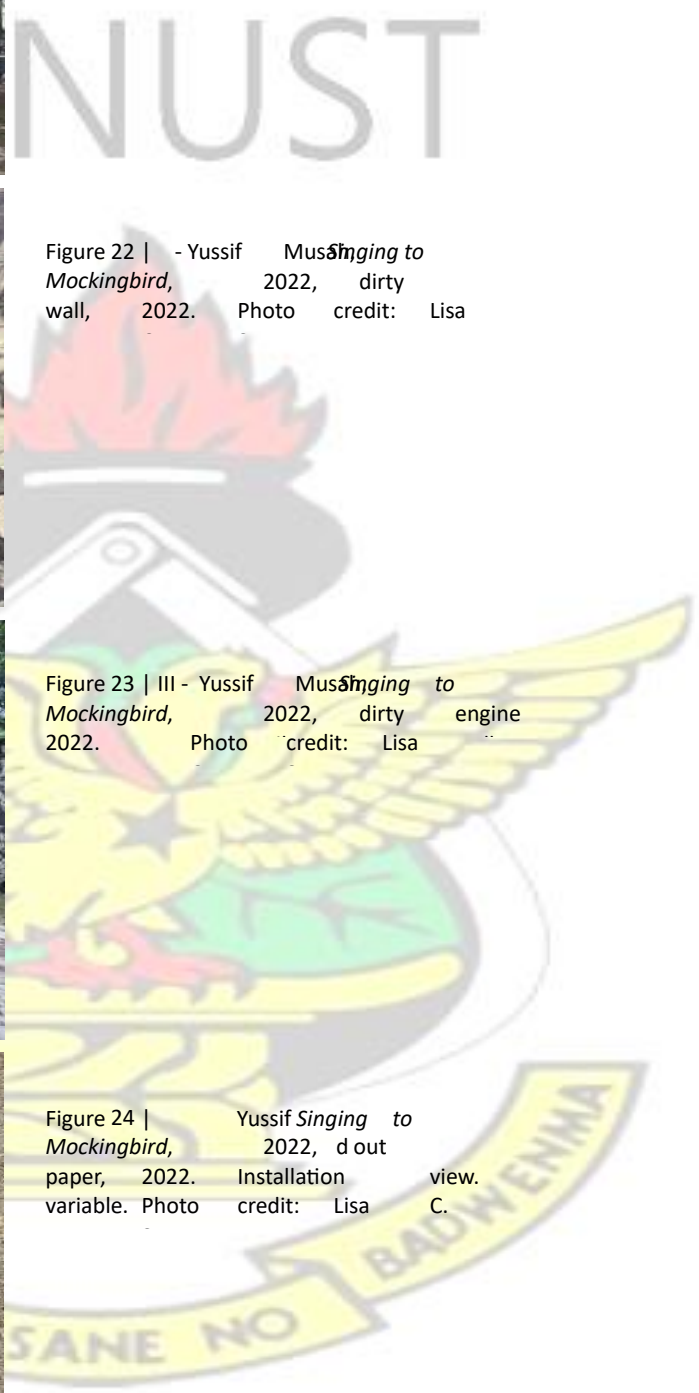 NUST
Figure 22 | - Yussif Musah, Singing to
Mockingbird, 2022, dirty
wall, 2022. Photo credit: Lisa
Figure 23 | III - Yussif Musah, Singing to
Mockingbird, 2022, dirty engine
2022. Photo credit: Lisa
Figure 24 | Yussif Singing to
Mockingbird, 2022, d out
paper, 2022. Installation view.
variable. Photo credit: Lisa C.
BADWENMA
SANE NO